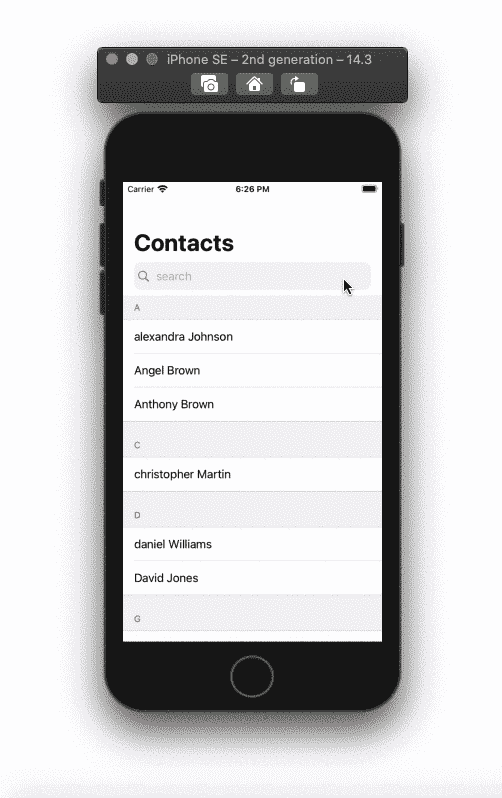 iPhone SE – 2nd generation – 14.3
Carrier 6:26 PM
Contacts
search
A
alexandra Johnson
Angel Brown
Anthony Brown
C
christopher Martin
D
daniel Williams
David Jones
G